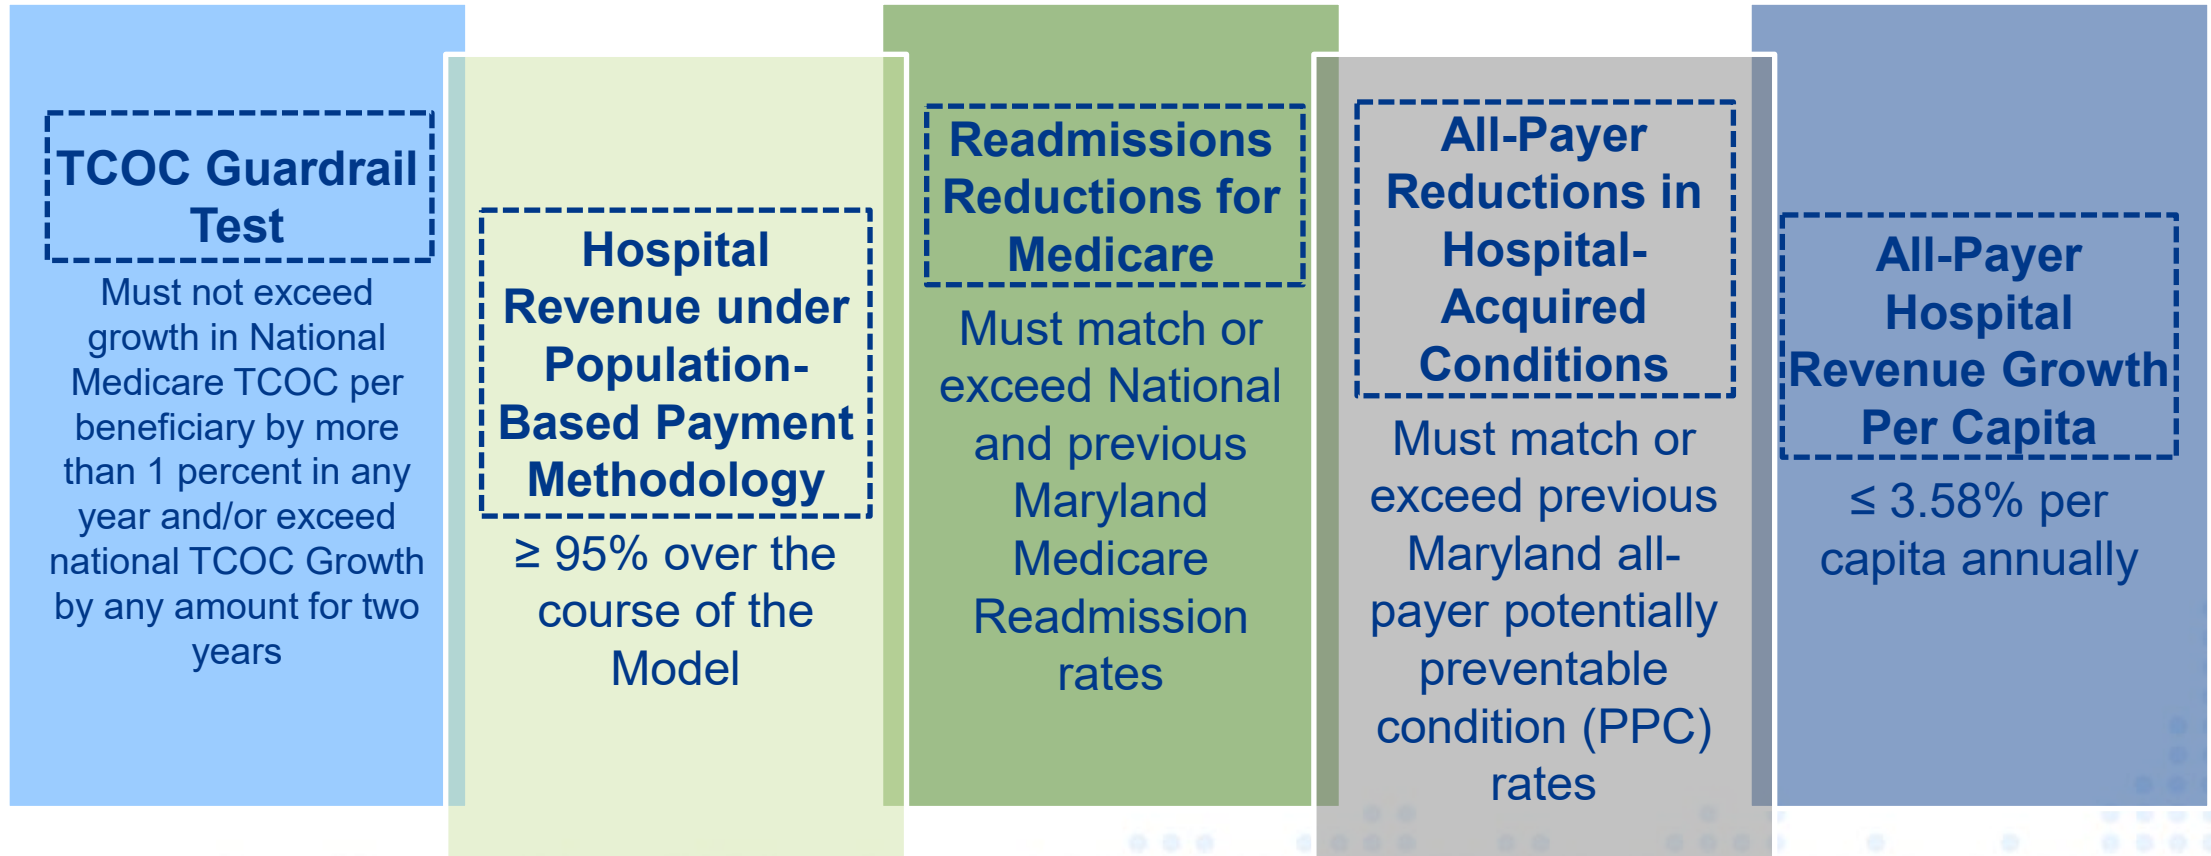 TCOC Guardrail
Test
Must not exceed
growth in National
Medicare TCOC per
beneficiary by more
than 1 percent in any
year and/or exceed
national TCOC Growth
by any amount for two
years
Hospital
Revenue under
Population-
Based Payment
Methodology
≥ 95% over the
course of the
Model
Readmissions
Reductions for
Medicare
Must match or
exceed National
and previous
Maryland
Medicare
Readmission
rates
All-Payer
Reductions in
Hospital-
Acquired
Conditions
Must match or
exceed previous
Maryland all-
payer potentially
preventable
condition (PPC)
rates
All-Payer
Hospital
Revenue Growth
Per Capita
≤ 3.58% per
capita annually